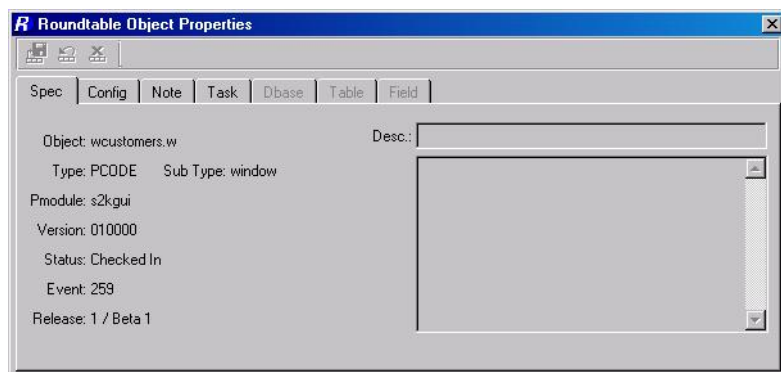 Roundtable Object Properties
Spec Config Note Task Dbase Table Field
Object: wcustomers.w
Desc.:
Type: PCODE Sub Type: window
Pmodule: s2kgui
Version: 010000
Status: Checked In
Event: 259
Release: 1 / Beta 1